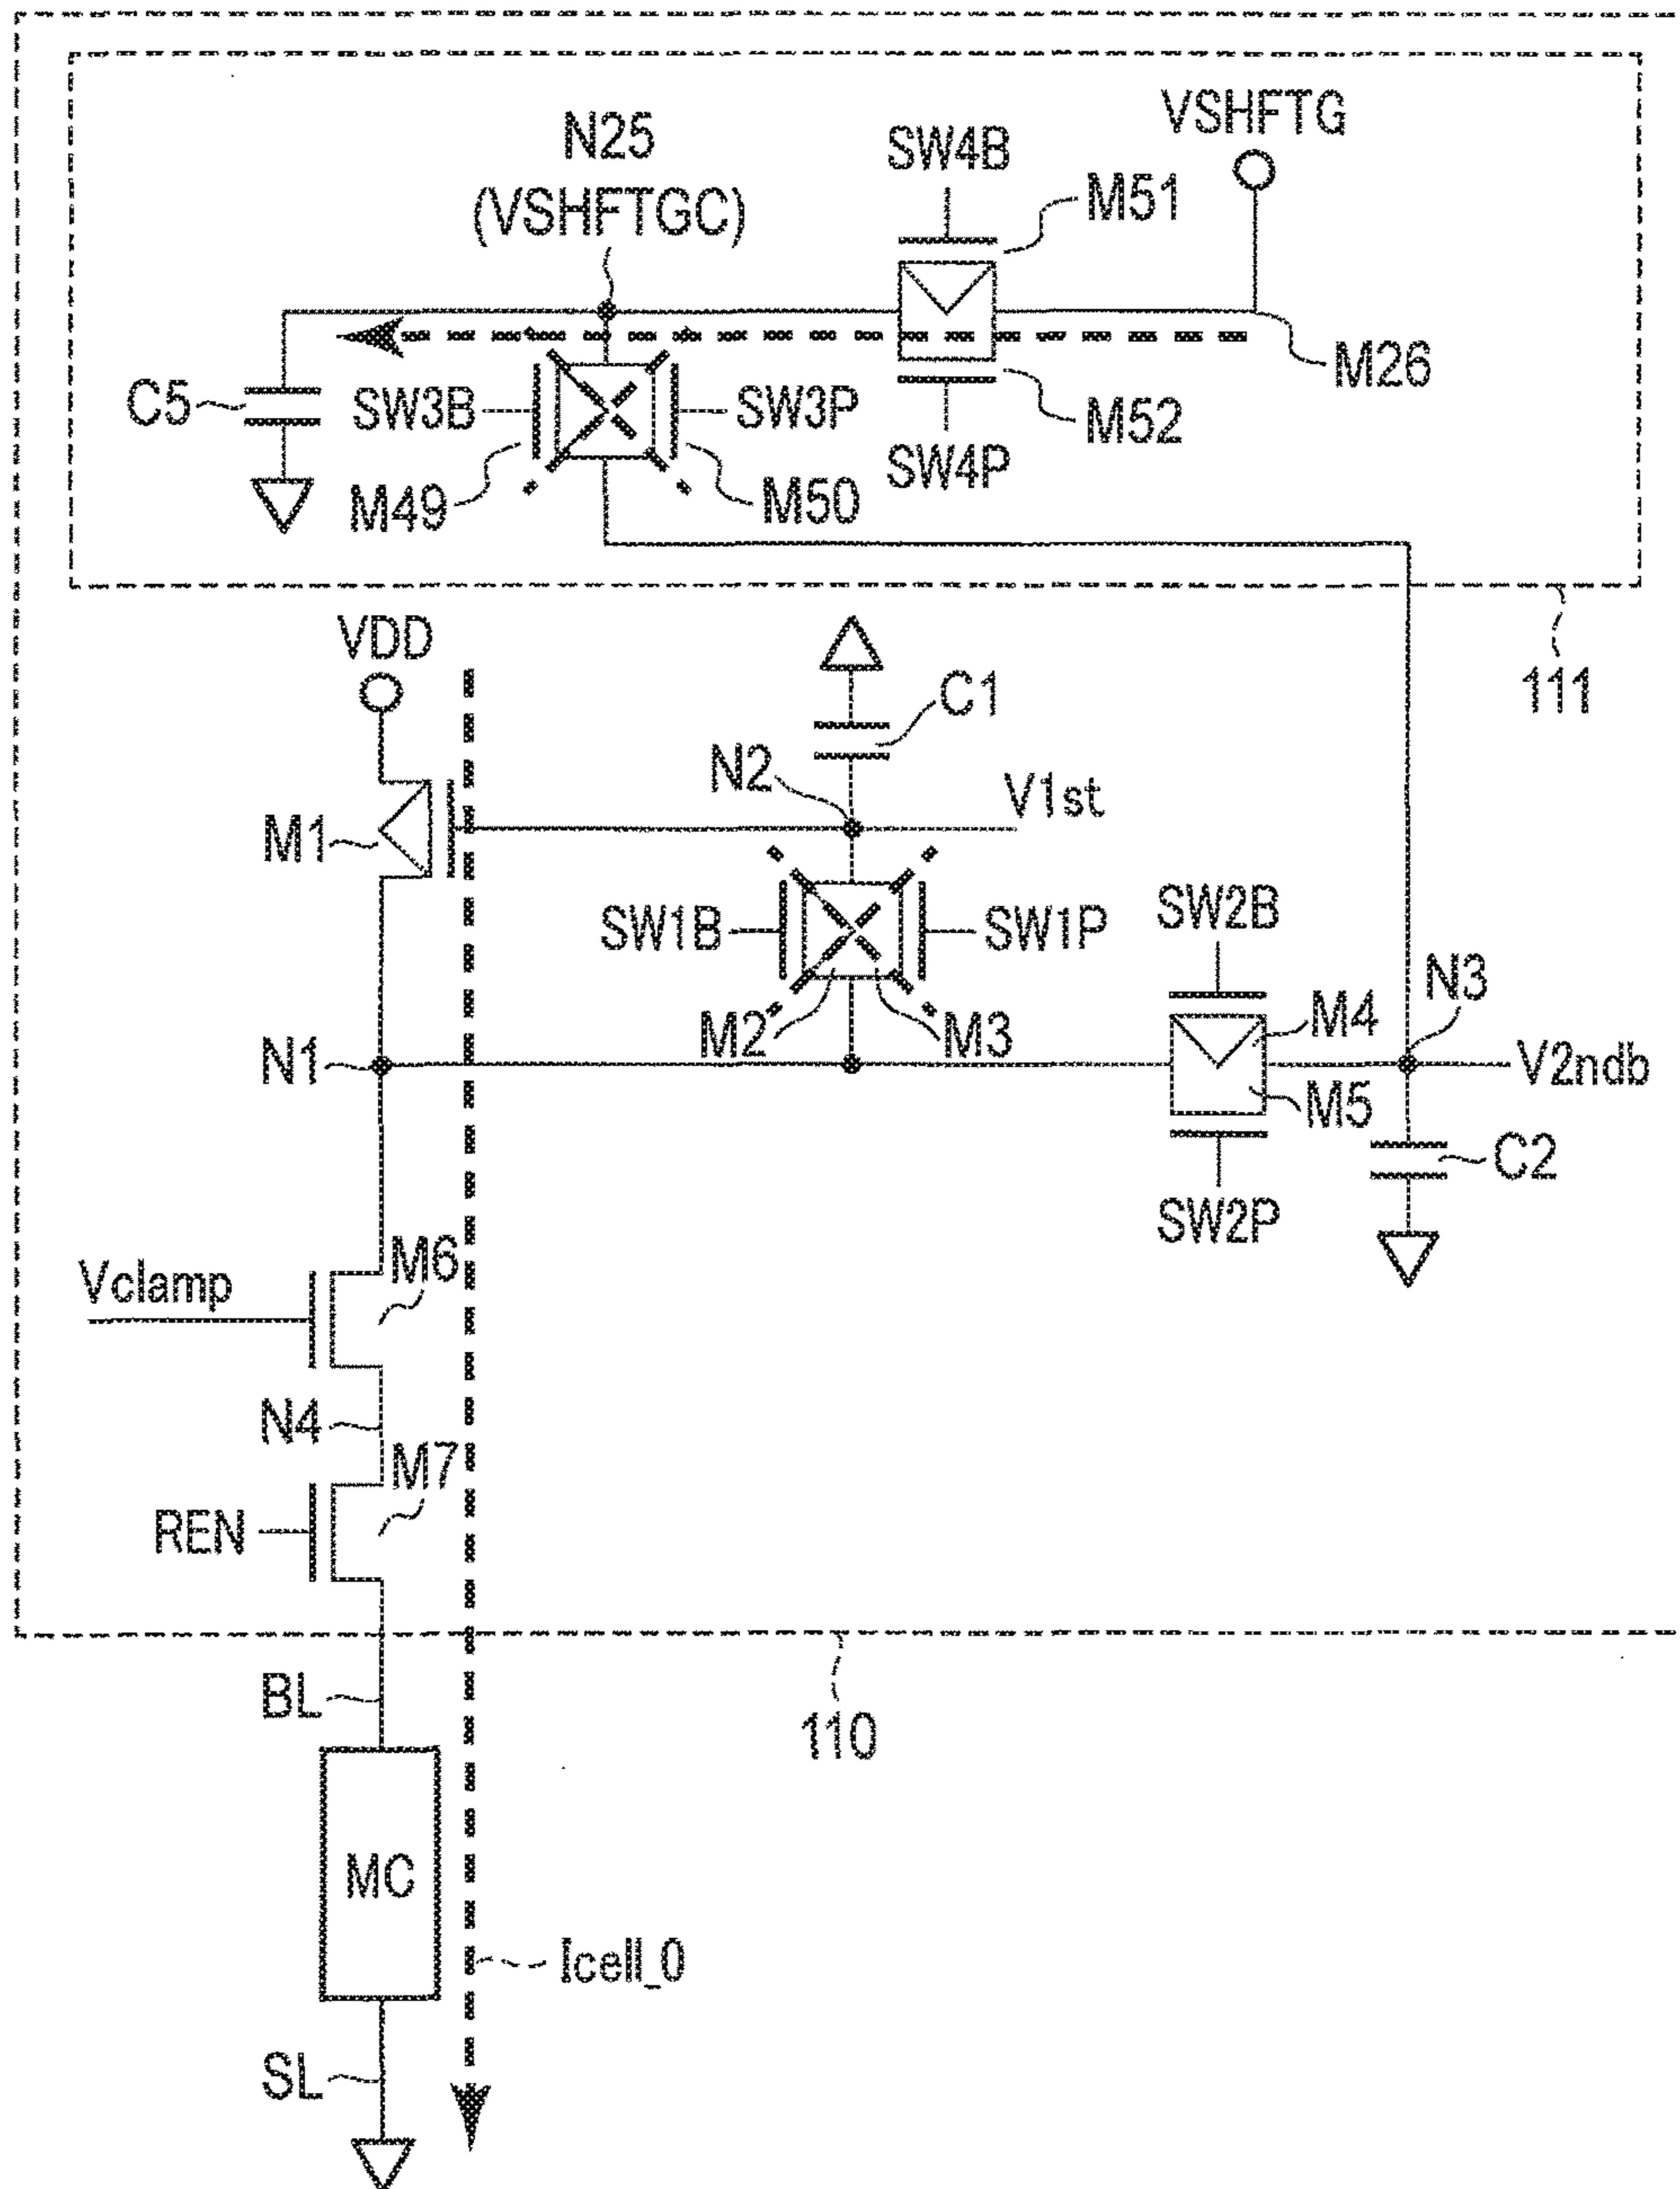 VSHFTG
N25
(VSHFTGC)
SW4B
M51
M26
C5
SW3B
SW3P
M52
SW4P
M49
M50
VDD
111
C1
N2
V1st
M1
SW1B
SW1P
SW2B
N3
M2
M3
M4
N1
V2ndb
M5
C2
SW2P
M6
Vclamp
N4
M7
REN
BL
110
MC
Icell_0
SL